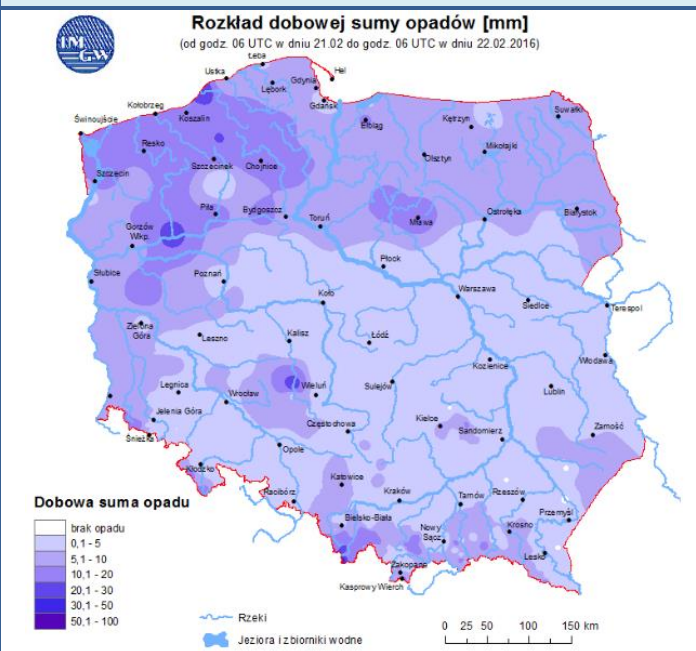 Rozkład dobowej sumy opadów [mm]
(od godz. 06 UTC w dniu 21.02 do godz. 06 UTC w dniu 22.02.2016)
IM
GW
Łeba
Hel
Ustka
Gdynia
Lębork
Gdańsk
Suwałki
Kołobrzeg
Koszalin
Świnoujście
Elbląg
Kętrzyn
Resko
Mikołajki
Olsztyn
Szczecinek
Chojnice
Szczecin
Piła
Bydgoszcz
Toruń
Mława
Ostrołęka
Białystok
Gorzów
Wlkp.
Płock
Słubice
Poznań
Koło
Warszawa
Siedlce
Terespol
Zielona
Góra
Leszno
Kalisz
Łódź
Kozienice
Włodawa
Legnica
Wrocław
Wieluń
Sulejów
Lublin
Jelenia Góra
Częstochowa
Kielce
Sandomierz
Zamość
Śnieżka
Opole
Kłodzko
Katowice
Racibórz
Kraków
Tarnów
Rzeszów
Przemyśl
Bielsko-Biała
Nowy
Sącz
Krosno
Lesko
Zakopane
Kasprowy Wierch
Dobowa suma opadu
brak opadu
0,1 - 5
5,1 - 10
10,1 - 20
20,1 - 30
30,1 - 50
50,1 - 100
Rzeki
Jeziora i zbiorniki wodne
0 25 50 100 150 km